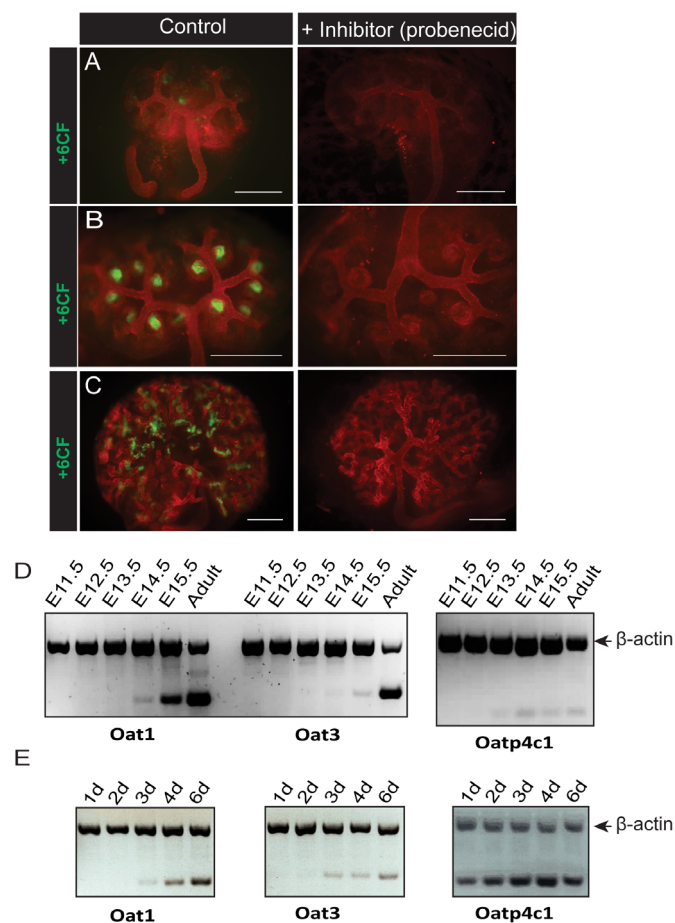 Control
+ Inhibitor (probenecid)
A
+6CF
B
+6CF
C
+6CF
D
E11.5 E12.5 E13.5 E14.5 E15.5 Adult
E11.5 E12.5 E13.5 E14.5 E15.5 Adult
E11.5 E12.5 E13.5 E14.5 E15.5 Adult
β-actin
Oat1
Oat3
Oatp4c1
E
1d 2d 3d 4d 6d
1d 2d 3d 4d 6d
1d 2d 3d 4d 6d
β-actin
Oat1
Oat3
Oatp4c1